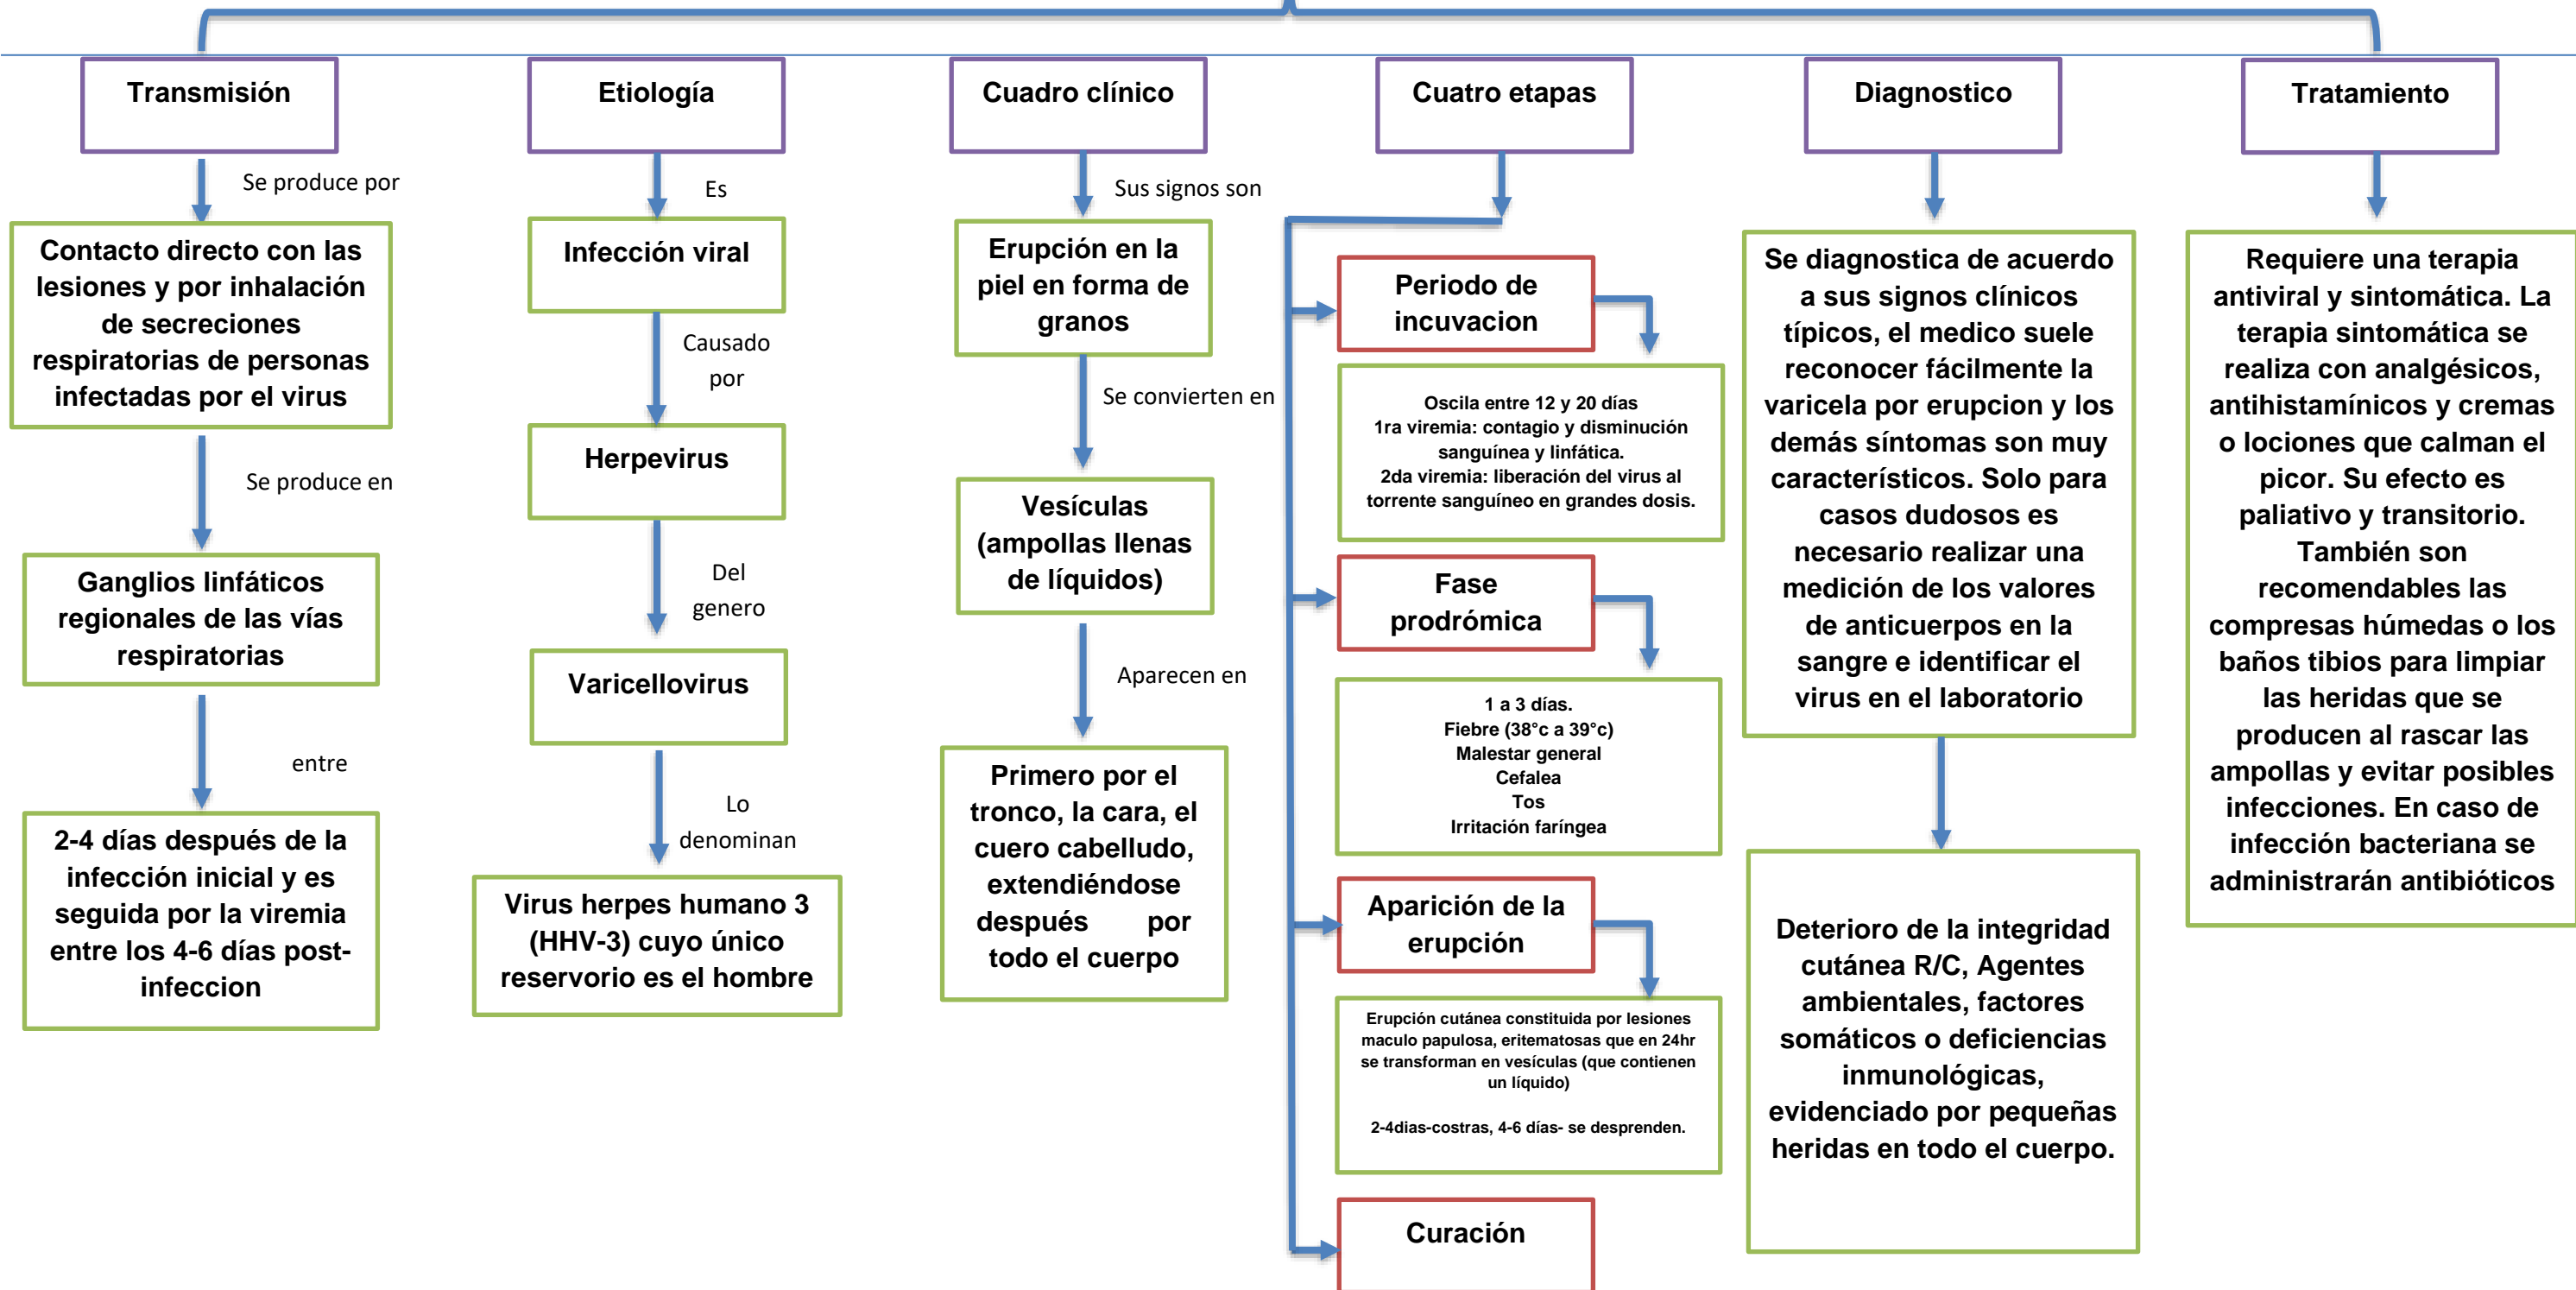 Transmisión
Se produce por
Contacto directo con las
lesiones y por inhalación
de secreciones
respiratorias de personas
infectadas por el virus
Se produce en
Ganglios linfáticos
regionales de las vías
respiratorias
entre
2-4 días después de la
infección inicial y es
seguida por la viremia
entre los 4-6 días post-
infeccion
Etiología
Es
Infección viral
Causado
por
Herpevirus
Del
genero
Varicellovirus
Lo
denominan
Virus herpes humano 3
(HHV-3) cuyo único
reservorio es el hombre
Cuadro clínico
Sus signos son
Erupción en la
piel en forma de
granos
Se convierten en
Vesículas
(ampollas llenas
de líquidos)
Aparecen en
Primero por el
tronco, la cara, el
cuero cabelludo,
extendiéndose
después por
todo el cuerpo
Cuatro etapas
Periodo de
incuvacion
Oscila entre 12 y 20 días
1ra viremia: contagio y disminución
sanguínea y linfática.
2da viremia: liberación del virus al
torrente sanguíneo en grandes dosis.
Fase
prodrómica
1 a 3 días.
Fiebre (38°c a 39°c)
Malestar general
Cefalea
Tos
Irritación faríngea
Aparición de la
erupción
Erupción cutánea constituida por lesiones
maculo papulosa, eritematosas que en 24hr
se transforman en vesículas (que contienen
un líquido)
2-4dias-costras, 4-6 días- se desprenden.
Curación
Diagnostico
Se diagnostica de acuerdo
a sus signos clínicos
típicos, el medico suele
reconocer fácilmente la
varicela por erupcion y los
demás síntomas son muy
característicos. Solo para
casos dudosos es
necesario realizar una
medición de los valores
de anticuerpos en la
sangre e identificar el
virus en el laboratorio
Deterioro de la integridad
cutánea R/C, Agentes
ambientales, factores
somáticos o deficiencias
inmunológicas,
evidenciado por pequeñas
heridas en todo el cuerpo.
Tratamiento
Requiere una terapia
antiviral y sintomática. La
terapia sintomática se
realiza con analgésicos,
antihistamínicos y cremas
o lociones que calman el
picor. Su efecto es
paliativo y transitorio.
También son
recomendables las
compresas húmedas o los
baños tibios para limpiar
las heridas que se
producen al rascar las
ampollas y evitar posibles
infecciones. En caso de
infección bacteriana se
administrarán antibióticos